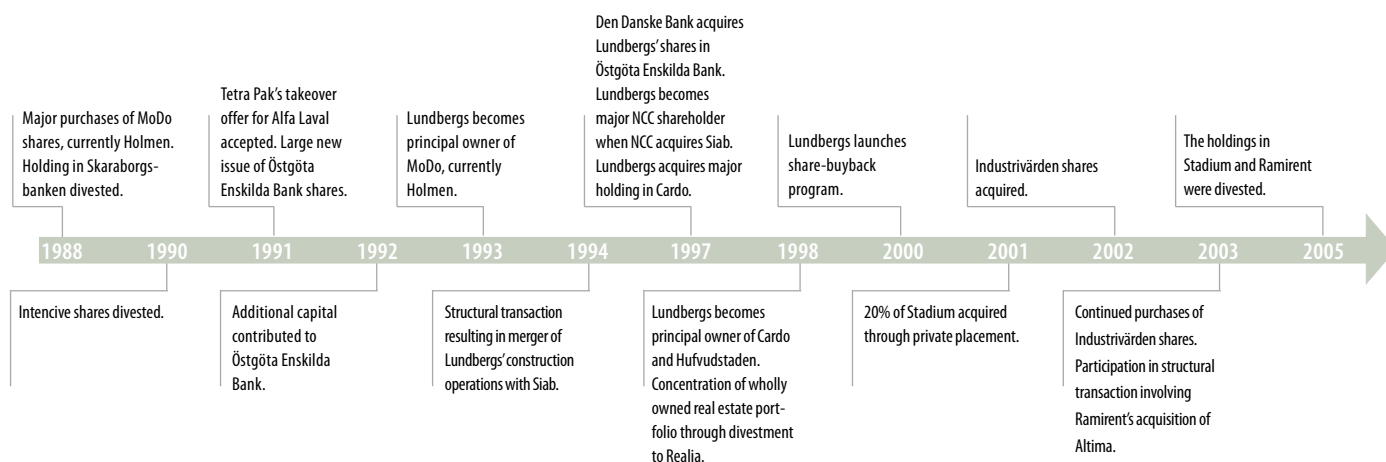 Major purchases of MoDo
shares, currently Holmen.
Holding in Skaraborgs-
banken divested.
Tetra Pak's takeover
offer for Alfa Laval
accepted. Large new
issue of Östgöta
Enskilda Bank shares.
Lundbergs becomes
principal owner of
MoDo, currently
Holmen.
Den Danske Bank acquires
Lundbergs' shares in
Östgöta Enskilda Bank.
Lundbergs becomes
major NCC shareholder
when NCC acquires Siab.
Lundbergs acquires major
holding in Cardo.
Lundbergs launches
share-buyback
program.
Industrivärden shares
acquired.
The holdings in
Stadium and Ramirent
were divested.
1988 1990 1991 1992 1993 1994 1997 1998 2000 2001 2002 2003 2005
Intencive shares divested.
Additional capital
contributed to
Östgöta Enskilda
Bank.
Structural transaction
resulting in merger of
Lundbergs' construction
operations with Siab.
Lundbergs becomes
principal owner of Cardo
and Hufvudstaden.
Concentration of wholly
owned real estate port-
folio through divestment
to Realia.
20% of Stadium acquired
through private placement.
Continued purchases of
Industrivärden shares.
Participation in structural
transaction involving
Ramirent's acquisition of
Altima.